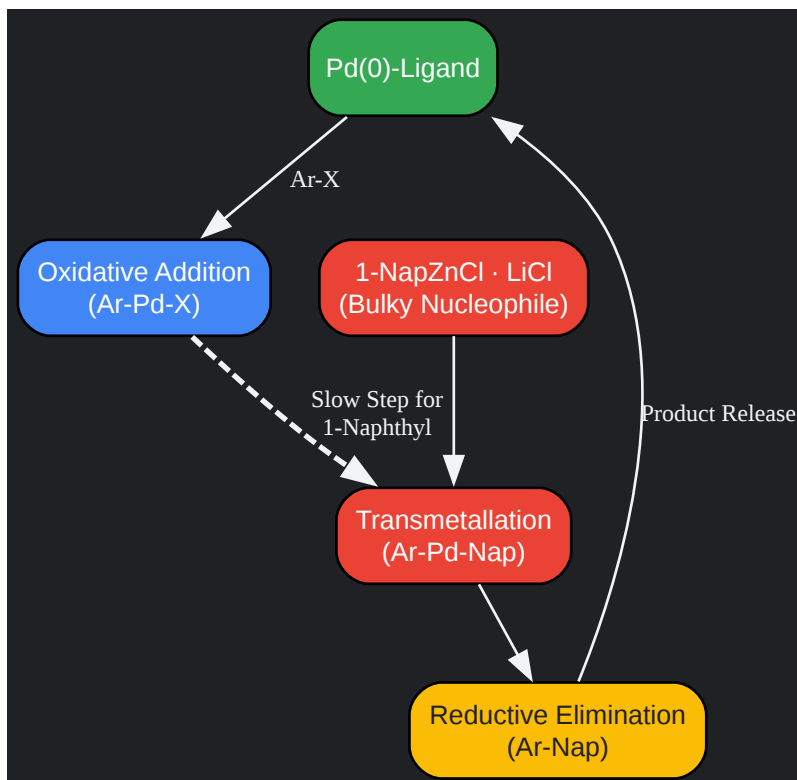 Pd(0)-Ligand
Ar-X
Oxidative Addition
(Ar-Pd-X)
1-NapZnCl · LiCl
(Bulky Nucleophile)
Slow Step for
1-Naphthyl
Product Release
Transmetallation
(Ar-Pd-Nap)
Reductive Elimination
(Ar-Nap)